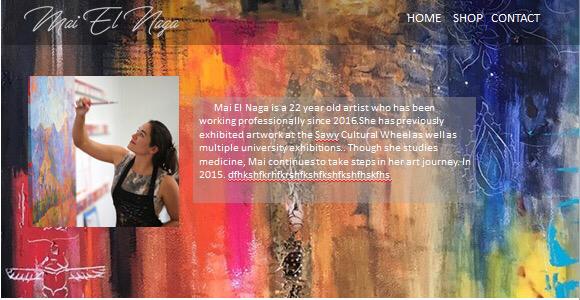 Mai El Naga
HOME SHOP CONTACT
Mai El Naga is a 22 year old artist who has been
working professionally since 2016.She has previously
exhibited artwork at the Sawy Cultural Wheel as well as
multiple university exhibitions.. Though she studies
medicine, Mai continues to take steps in her art journey. In
2015. dfhkshfkrhfkrshfkshfkshfkshfkshfhskfhs